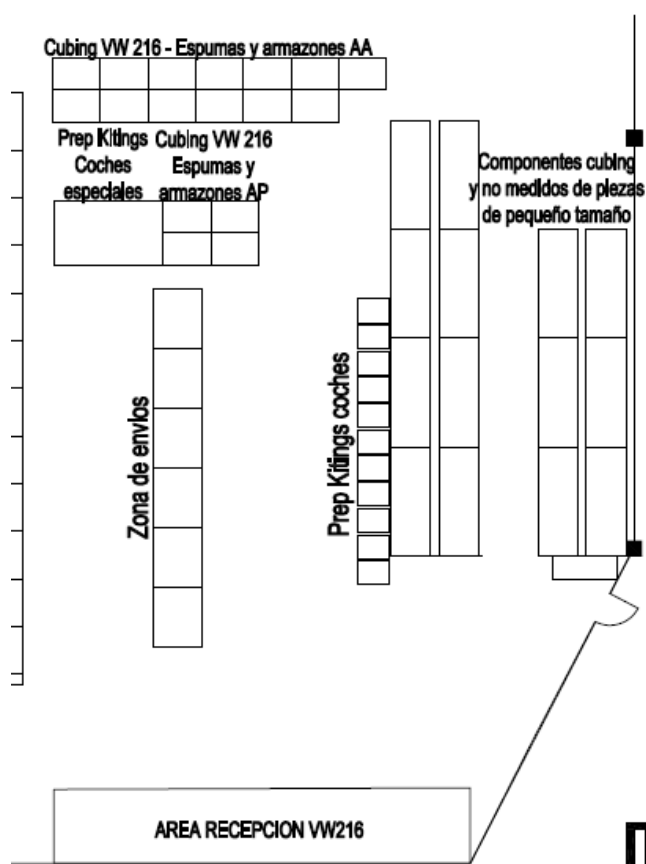 Cubing VW 216 - Espumas y armazones AA
Prep Kitings
Coches
especiales
Cubing VW 216
Espumas y
armazones AP
Componentes cubing
y no medidos de piezas
de pequeño tamaño
Zona de envíos
Prep Kitings coches
AREA RECEPCION VW216